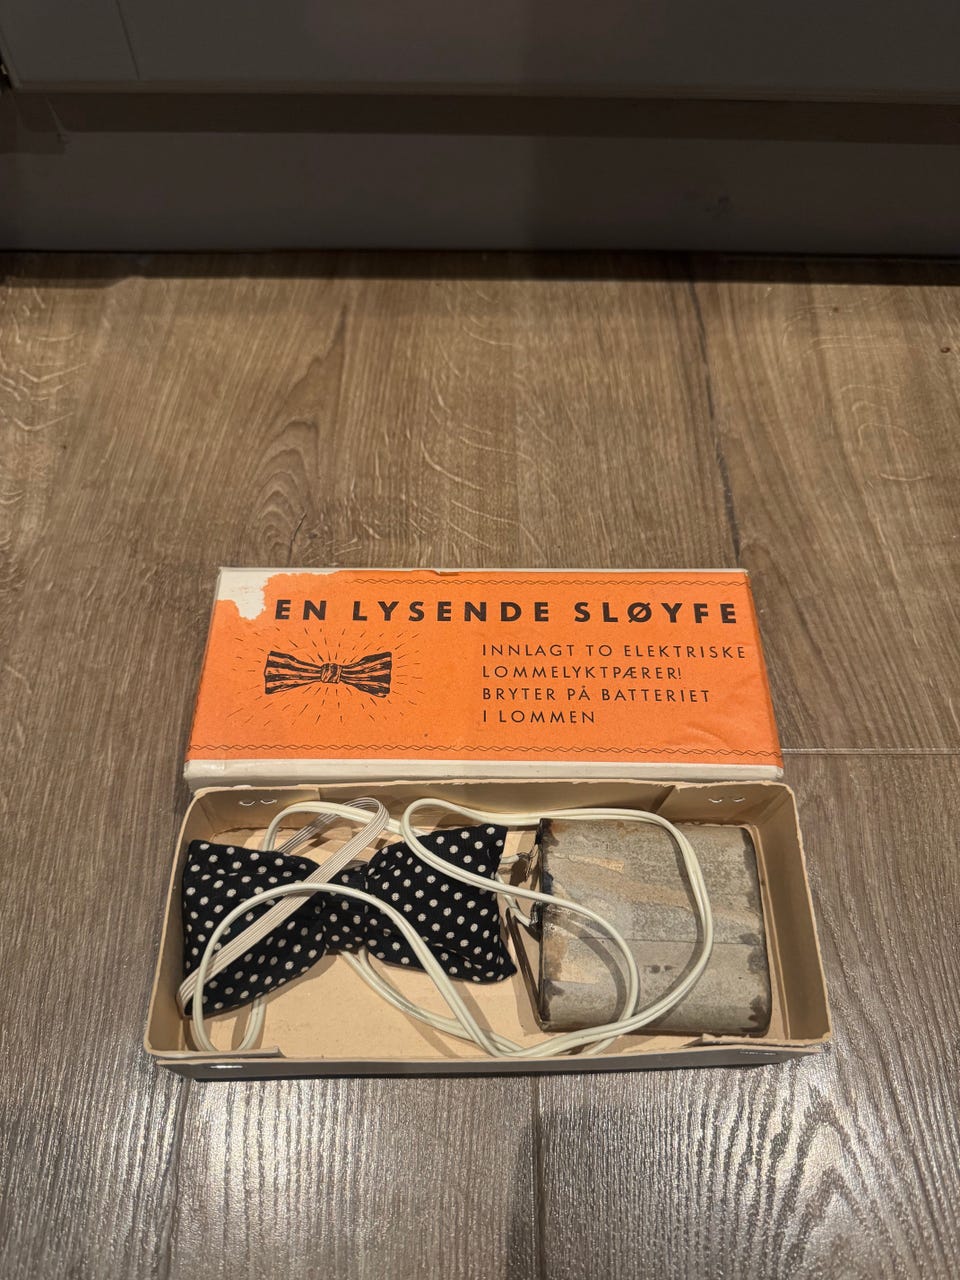 EN LYSENDE SLØYFE
INNLAGT TO ELEKTRISKE
LOMMELYKTPÆRER!
BRYTER PÅ BATTERIET
I LOMMEN